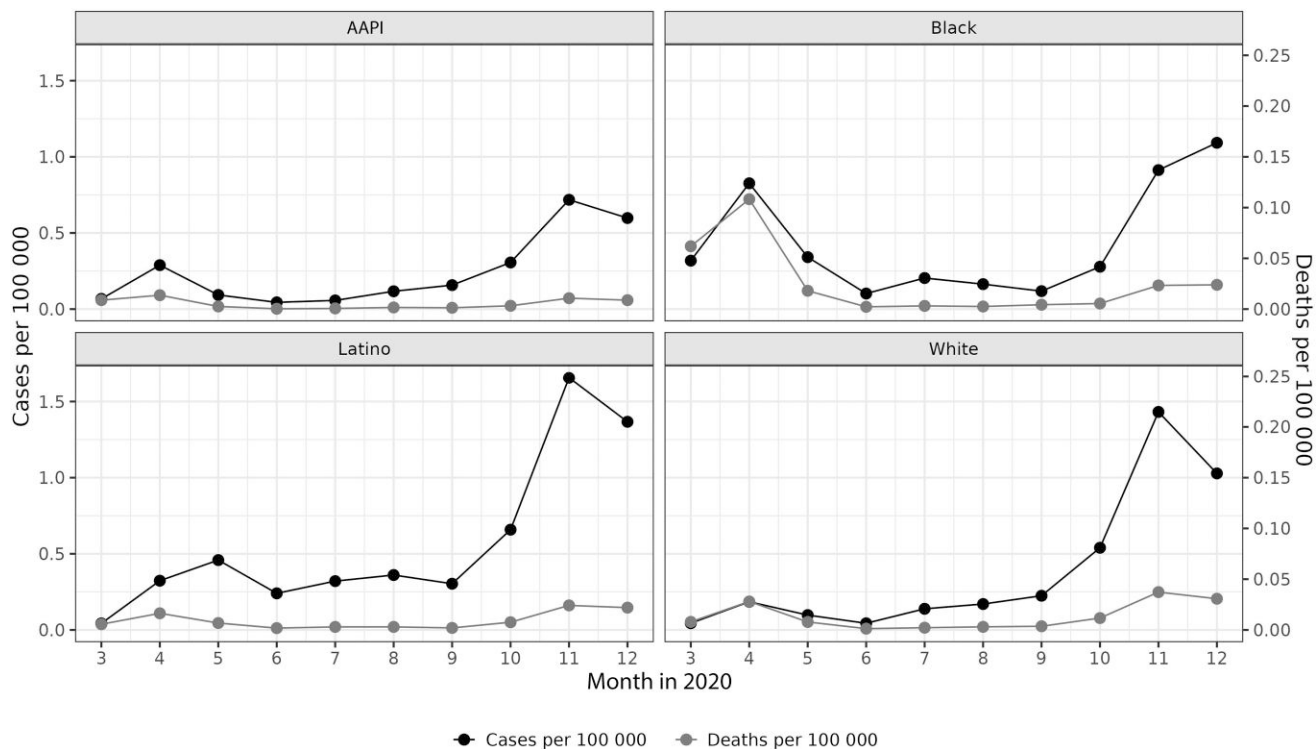 AAPI
Black
1.5
1.0
0.5
0.0
0.25
0.20
0.15
0.10
0.05
0.00
Cases per 100 000
Deaths per 100 000
Latino
White
1.5
1.0
0.5
0.0
0.25
0.20
0.15
0.10
0.05
0.00
3 4 5 6 7 8 9 10 11 12
3 4 5 6 7 8 9 10 11 12
Month in 2020
Cases per 100 000 Deaths per 100 000